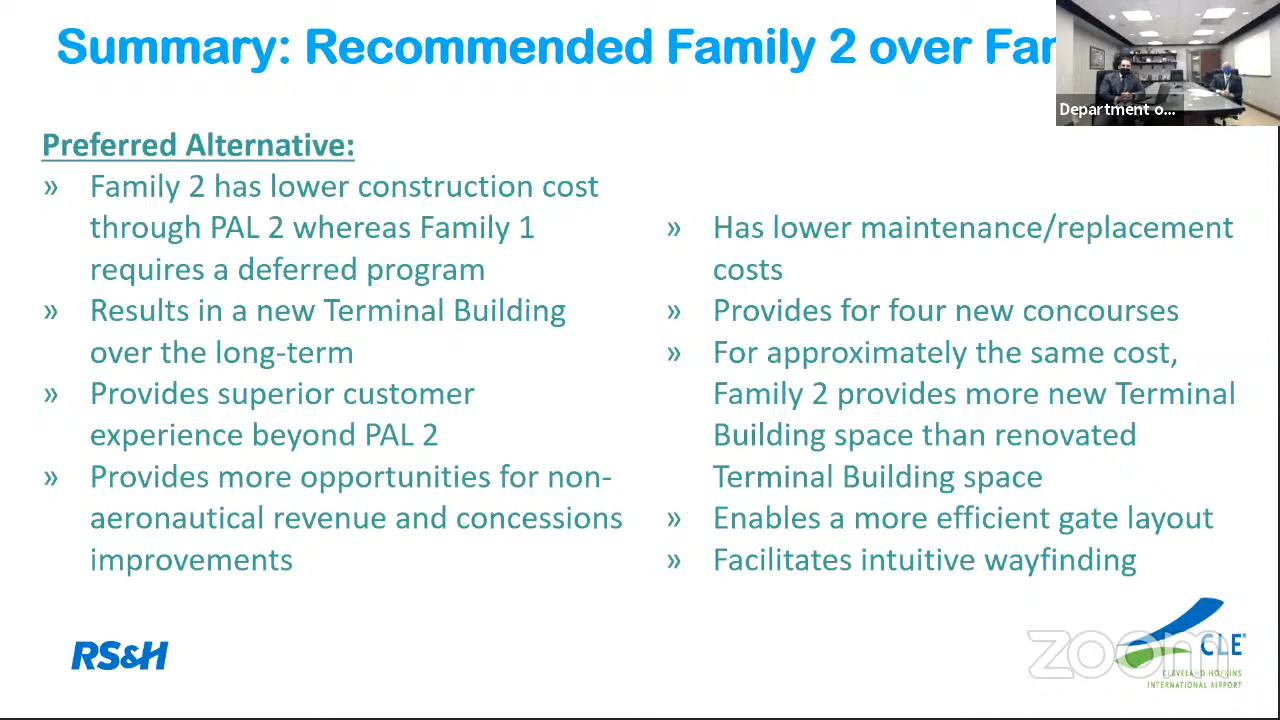 Summary: Recommended Family 2 over
Department o...
Preferred Alternative:
» Family 2 has lower construction cost
through PAL 2 whereas Family 1
requires a deferred program
» Results in a new Terminal Building
over the long-term
» Provides superior customer
experience beyond PAL 2
» Provides more opportunities for non-
aeronautical revenue and concessions
improvements
» Has lower maintenance/replacement
costs
» Provides for four new concourses
» For approximately the same cost,
Family 2 provides more new Terminal
Building space than renovated
Terminal Building space
» Enables a more efficient gate layout
» Facilitates intuitive wayfinding
RS&H
zoom
CLE
CLEVELAND HOPKINS
INTERNATIONAL AIRPORT